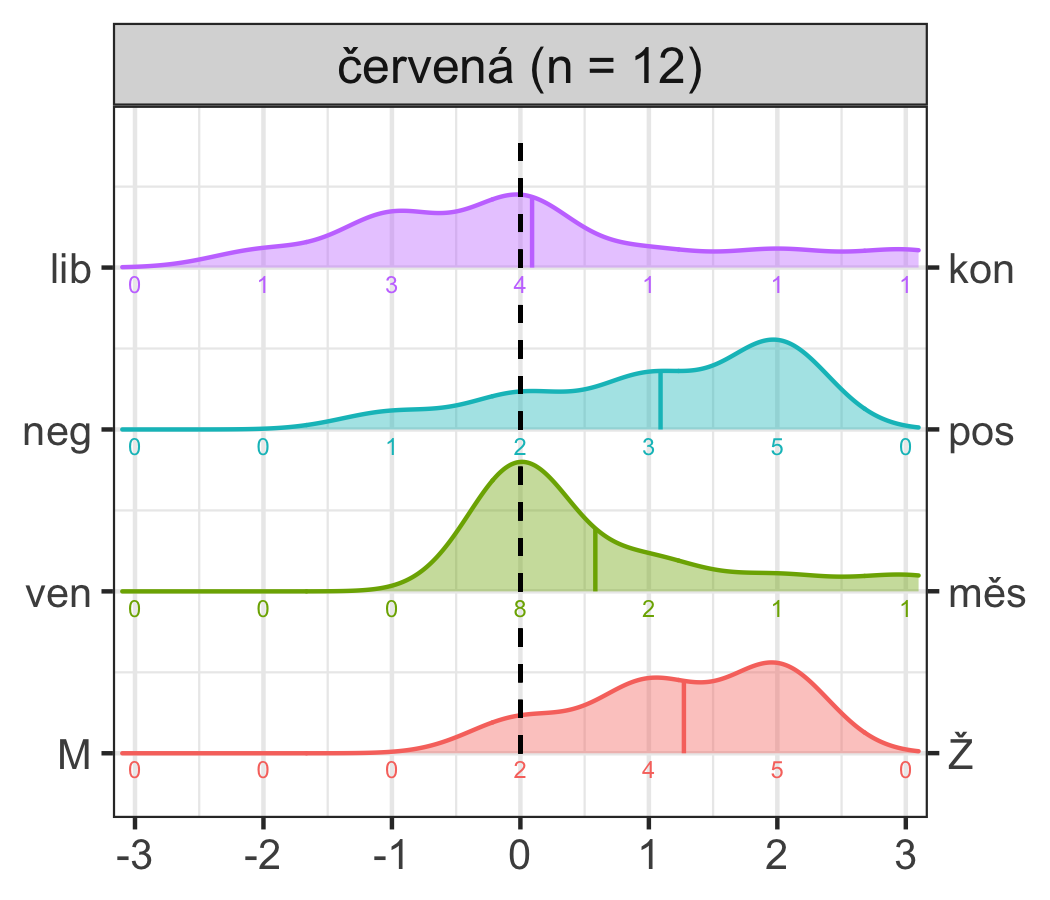 červená (n = 12)
lib kon
0 1 3 4 1 1 1
neg pos
0 0 1 2 3 5 0
ven měs
0 0 0 8 2 1 1
M Ž
0 0 0 2 4 5 0
-3 -2 -1 0 1 2 3